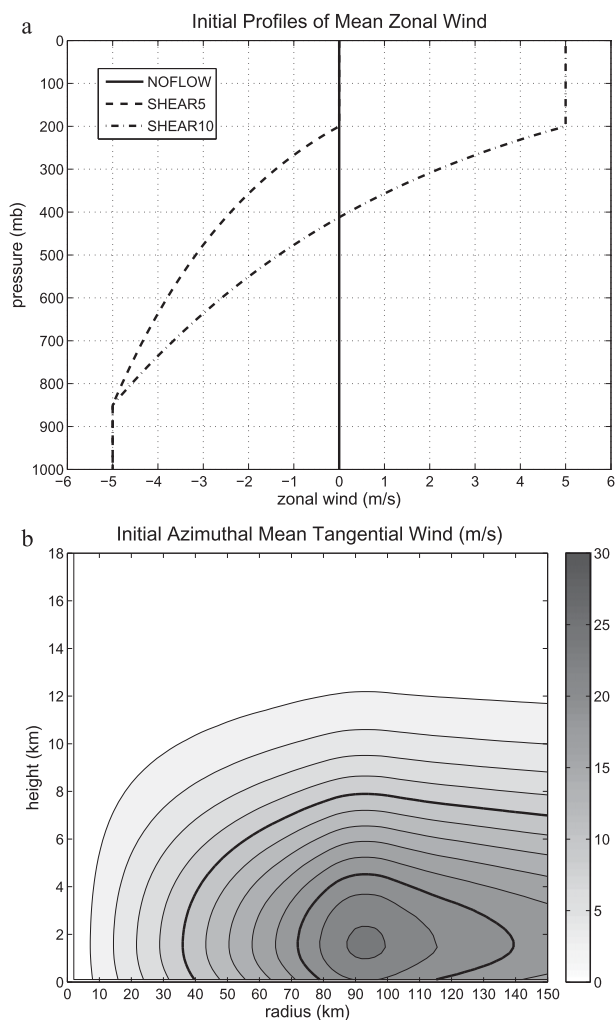 a
Initial Profiles of Mean Zonal Wind
0
100
200
300
400
500
600
700
800
900
1000
pressure (mb)
NOFLOW
SHEAR5
SHEAR10
−6 −5 −4 −3 −2 −1 0 1 2 3 4 5 6
zonal wind (m/s)
b
Initial Azimuthal Mean Tangential Wind (m/s)
18
16
14
12
10
8
6
4
2
0
height (km)
0 10 20 30 40 50 60 70 80 90 100 110 120 130 140 150
radius (km)
30
25
20
15
10
5
0